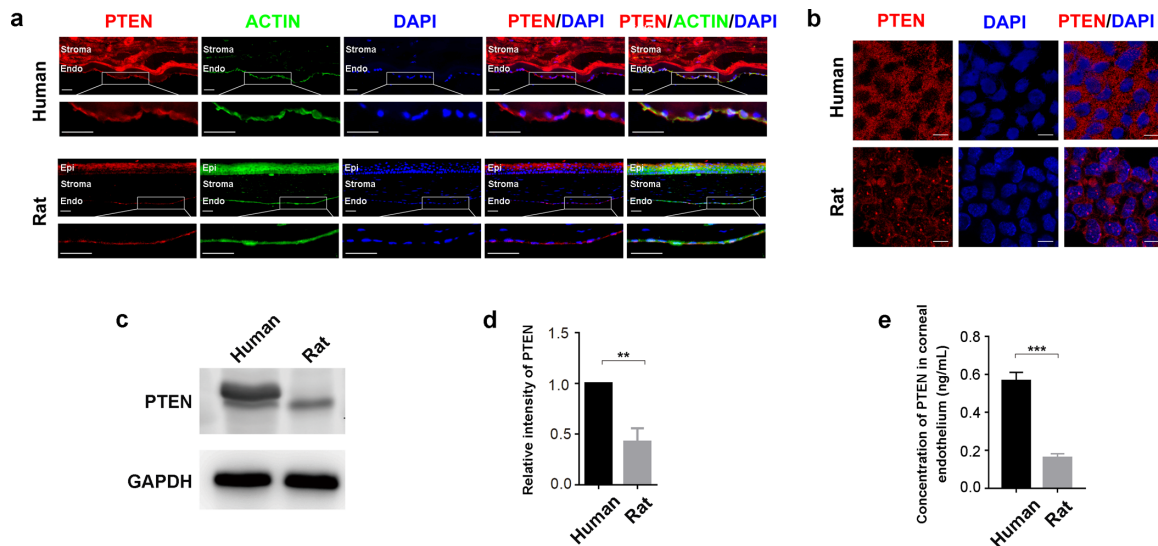 a
PTEN ACTIN DAPI PTEN/DAPI PTEN/ACTIN/DAPI
Human
Stroma Stroma Stroma Stroma Stroma
Endo Endo Endo Endo Endo
Rat
Epi Epi Epi Epi Epi
Stroma Stroma Stroma Stroma Stroma
Endo Endo Endo Endo Endo
b
PTEN DAPI PTEN/DAPI
Human
Rat
c
Human Rat
PTEN
GAPDH
d
Relative intensity of PTEN
**
1.0
0.5
0.0
Human Rat
e
Concentration of PTEN in corneal
endothelium (ng/mL)
***
0.8
0.6
0.4
0.2
0.0
Human Rat